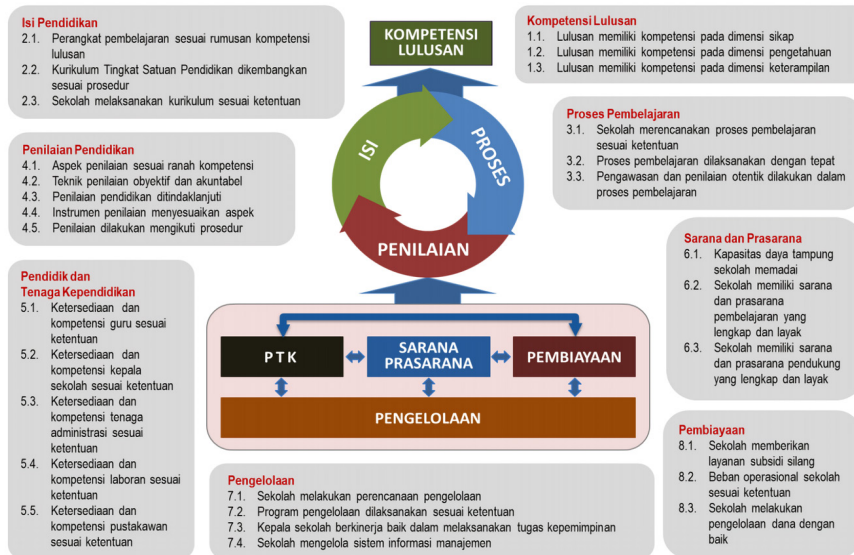 Isi Pendidikan
2.1. Perangkat pembelajaran sesuai rumusan kompetensi
lulusan
2.2. Kurikulum Tingkat Satuan Pendidikan dikembangkan
sesuai prosedur
2.3. Sekolah melaksanakan kurikulum sesuai ketentuan
KOMPETENSI
LULUSAN
Kompetensi Lulusan
1.1. Lulusan memiliki kompetensi pada dimensi sikap
1.2. Lulusan memiliki kompetensi pada dimensi pengetahuan
1.3. Lulusan memiliki kompetensi pada dimensi keterampilan
Penilaian Pendidikan
4.1. Aspek penilaian sesuai ranah kompetensi
4.2. Teknik penilaian obyektif dan akuntabel
4.3. Penilaian pendidikan ditindaklanjuti
4.4. Instrumen penilaian menyesuaikan aspek
4.5. Penilaian dilakukan mengikuti prosedur
ISI
PROSES
PENILAIAN
Proses Pembelajaran
3.1. Sekolah merencanakan proses pembelajaran
sesuai ketentuan
3.2. Proses pembelajaran dilaksanakan dengan tepat
3.3. Pengawasan dan penilaian otentik dilakukan dalam
proses pembelajaran
Pendidik dan
Tenaga Kependidikan
5.1. Ketersediaan dan
kompetensi guru sesuai
ketentuan
5.2. Ketersediaan dan
kompetensi kepala
sekolah sesuai ketentuan
5.3. Ketersediaan dan
kompetensi tenaga
administrasi sesuai
ketentuan
5.4. Ketersediaan dan
kompetensi laboran sesuai
ketentuan
5.5. Ketersediaan dan
kompetensi pustakawan
sesuai ketentuan
PTK
SARANA
PRASARANA
PEMBIAYAAN
PENGELOLAAN
Sarana dan Prasarana
6.1. Kapasitas daya tampung
sekolah memadai
6.2. Sekolah memiliki sarana
dan prasarana
pembelajaran yang
lengkap dan layak
6.3. Sekolah memiliki sarana
dan prasarana pendukung
yang lengkap dan layak
Pengelolaan
7.1. Sekolah melakukan perencanaan pengelolaan
7.2. Program pengelolaan dilaksanakan sesuai ketentuan
7.3. Kepala sekolah berkinerja baik dalam melaksanakan tugas kepemimpinan
7.4. Sekolah mengelola sistem informasi manajemen
Pembiayaan
8.1. Sekolah memberikan
layanan subsidi silang
8.2. Beban operasional sekolah
sesuai ketentuan
8.3. Sekolah melakukan
pengelolaan dana dengan
baik